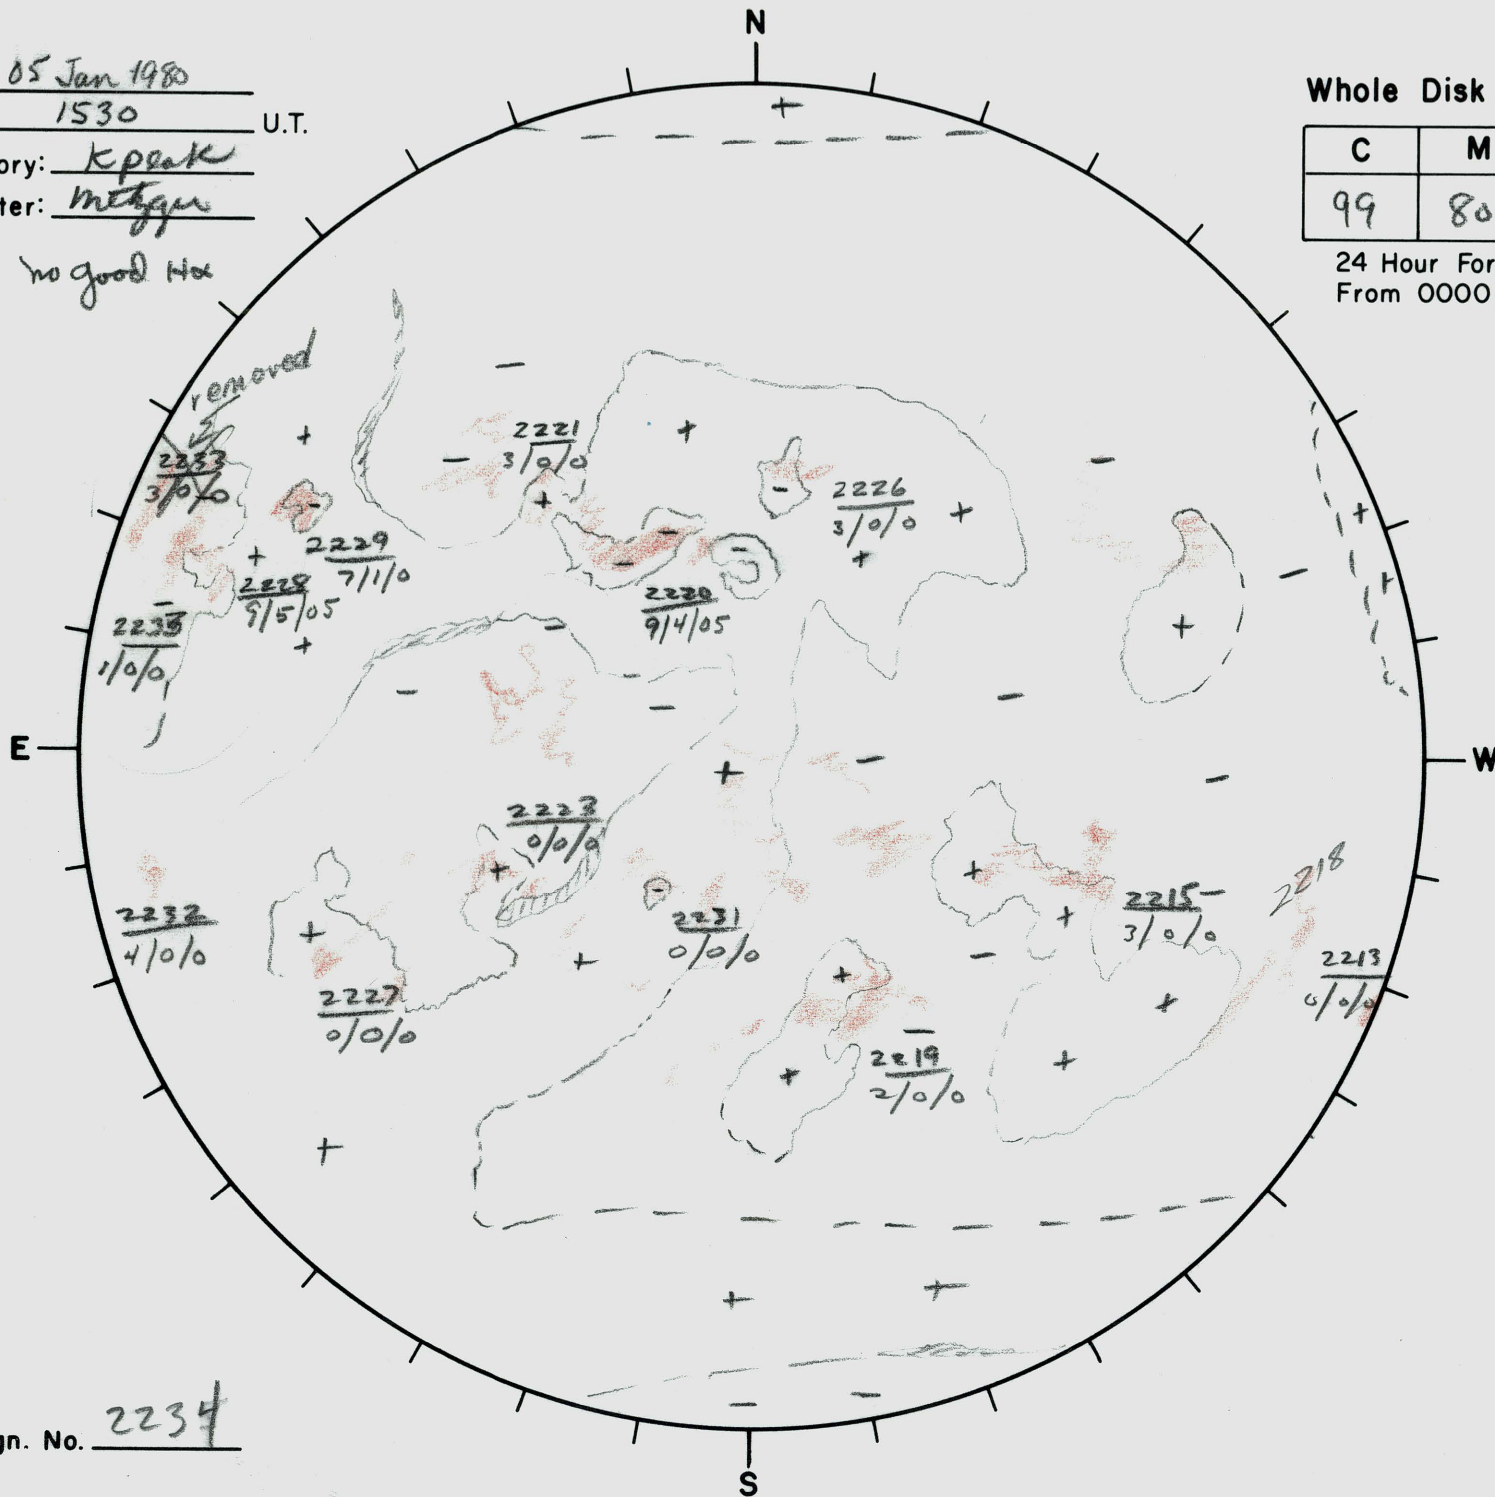 N
05 Jan 1980
1530 U.T.
ory: Kpeak
ter: Metzger
no good Hα
Whole Disk
C M
99 80
24 Hour For
From 0000
removed
2233
3/0/0
2221
3/0/0
2226
3/0/0
2229
7/1/0
2228
9/5/05
2220
9/4/05
2233
1/0/0
E
W
2223
0/0/0
2218
2215
3/0/0
2232
4/0/0
2231
0/0/0
2213
0/0/0
2227
0/0/0
2219
2/0/0
gn. No. 2234
S